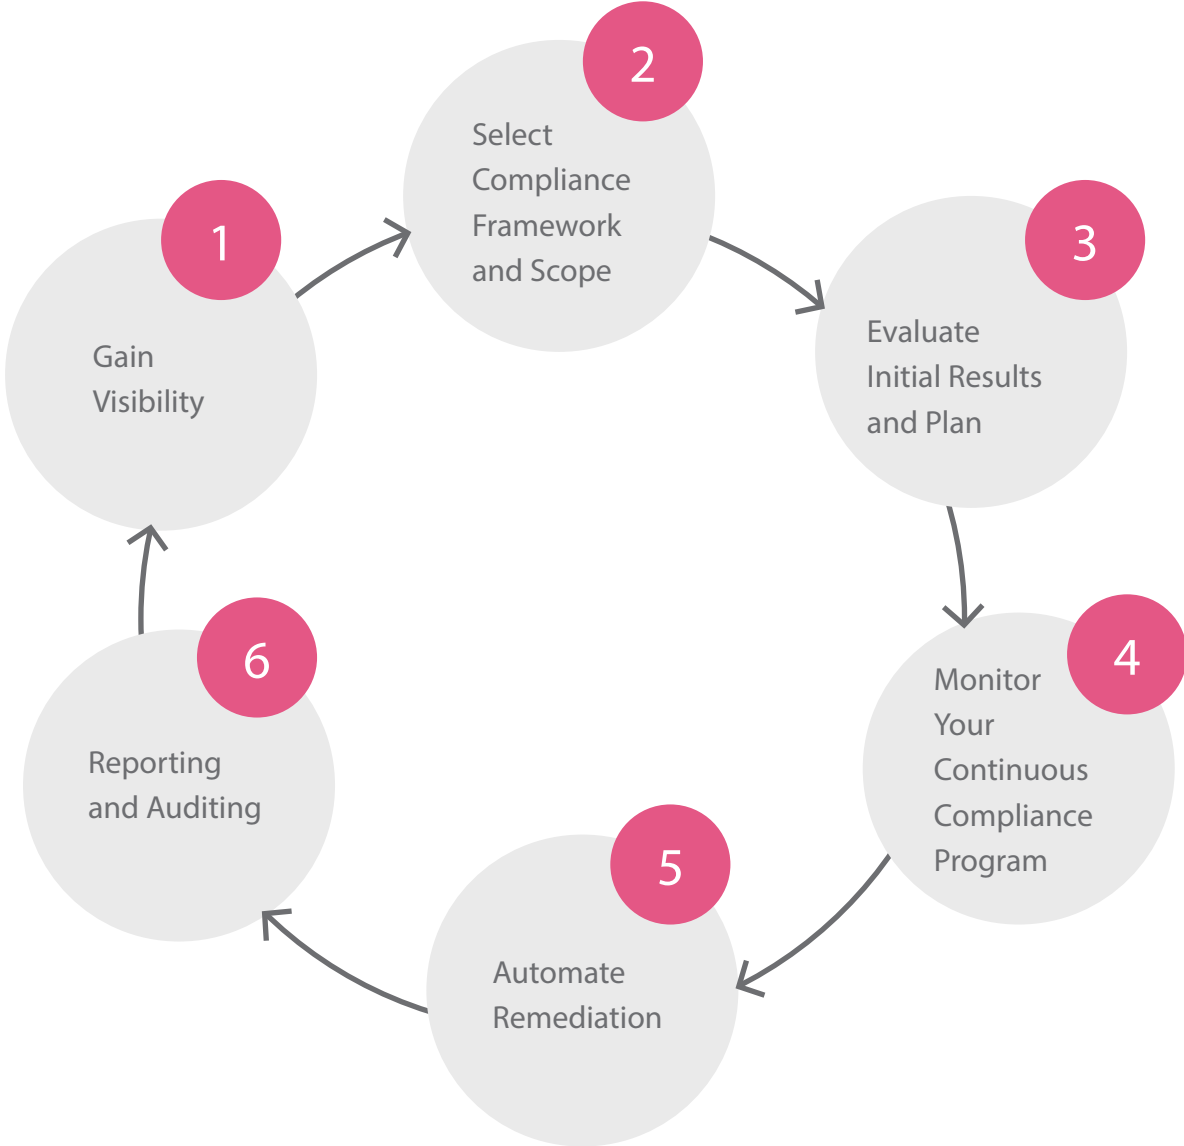 1
Gain
Visibility
2
Select
Compliance
Framework
and Scope
3
Evaluate
Initial Results
and Plan
4
Monitor
Your
Continuous
Compliance
Program
5
Automate
Remediation
6
Reporting
and Auditing